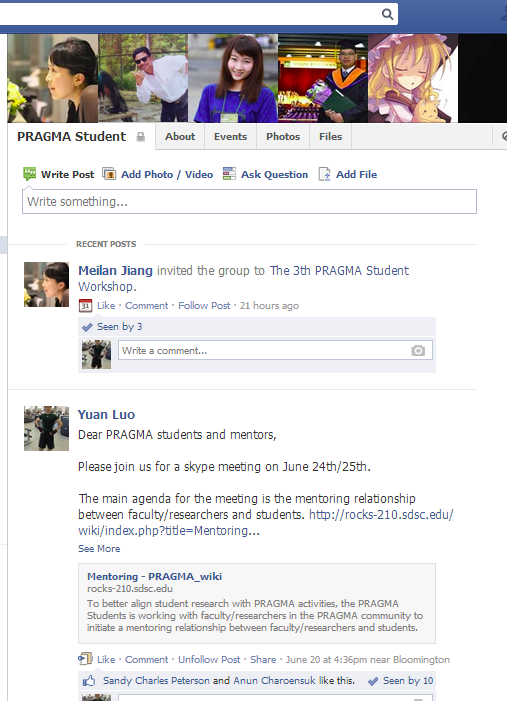 PRAGMA Student
About
Events
Photos
Files
Write Post
Add Photo / Video
Ask Question
Add File
Write something...
RECENT POSTS
Meilan Jiang invited the group to The 3th PRAGMA Student
Workshop.
31
Like · Comment · Follow Post · 21 hours ago
Seen by 3
Write a comment...
Yuan Luo
Dear PRAGMA students and mentors,
Please join us for a skype meeting on June 24th/25th.
The main agenda for the meeting is the mentoring relationship
between faculty/researchers and students. http://rocks-210.sdsc.edu/
wiki/index.php?title=Mentoring...
See More
Mentoring - PRAGMA_wiki
rocks-210.sdsc.edu
To better align student research with PRAGMA activities, the PRAGMA
Students is working with faculty/researchers in the PRAGMA community to
initiate a mentoring relationship between faculty/researchers and students.
Like · Comment · Unfollow Post · Share · June 20 at 4:36pm near Bloomington
Sandy Charles Peterson and Anun Charoensuk like this.
Seen by 10